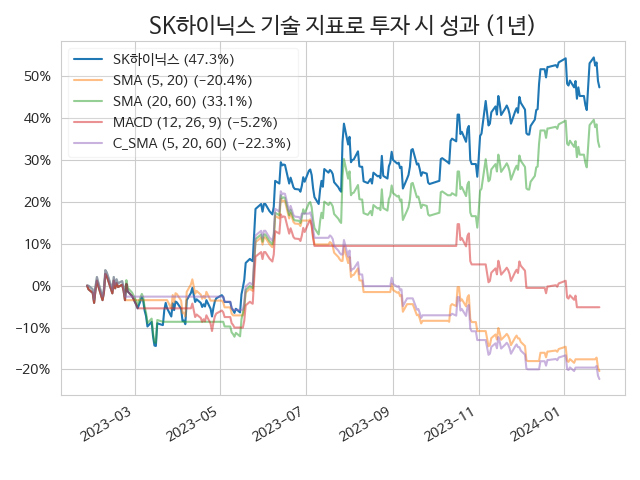 SK하이닉스 기술 지표로 투자 시 성과 (1년)
SK하이닉스 (47.3%)
SMA (5, 20) (−20.4%)
SMA (20, 60) (33.1%)
MACD (12, 26, 9) (−5.2%)
C_SMA (5, 20, 60) (−22.3%)
50%
40%
30%
20%
10%
0%
−10%
−20%
2023−03
2023−05
2023−07
2023−09
2023−11
2024−01